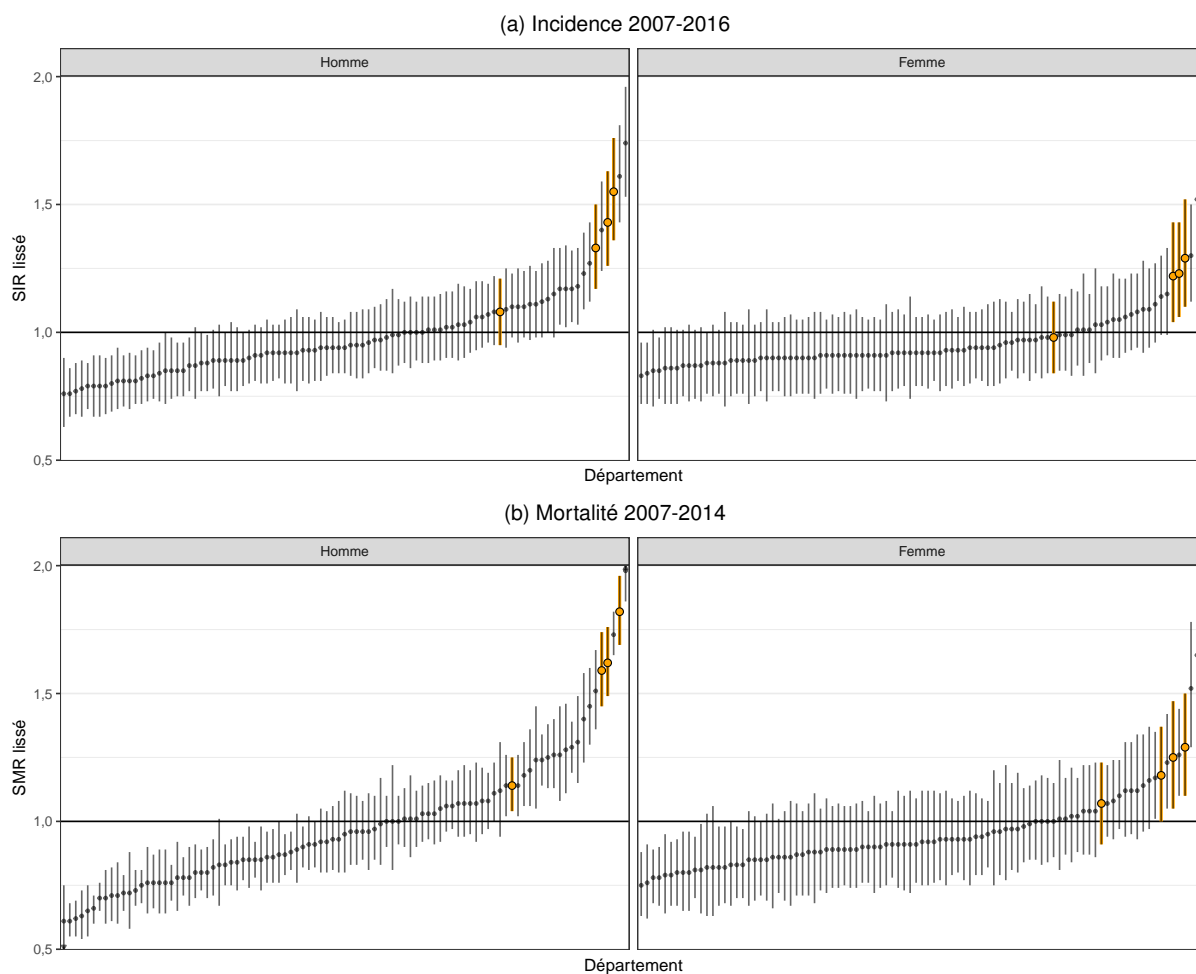 (a) Incidence 2007-2016
Homme
Femme
2,0
1,5
1,0
0,5
SIR lissé
Département
(b) Mortalité 2007-2014
Homme
Femme
2,0
1,5
1,0
0,5
SMR lissé
Département